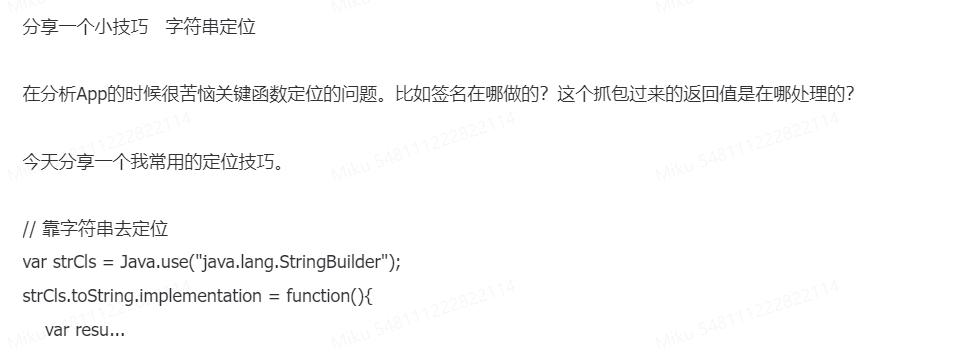 分享一个小技巧　字符串定位
在分析App的时候很苦恼关键函数定位的问题。比如签名在哪做的？这个抓包过来的返回值是在哪处理的？
今天分享一个我常用的定位技巧。
// 靠字符串去定位
var strCls = Java.use("java.lang.StringBuilder");
strCls.toString.implementation = function(){
    var resu...
Miku 548111222822114
Miku 548111222822114
Miku 548111222822114
Miku 548111222822114
Miku 548111222822114
Miku 548111222822114